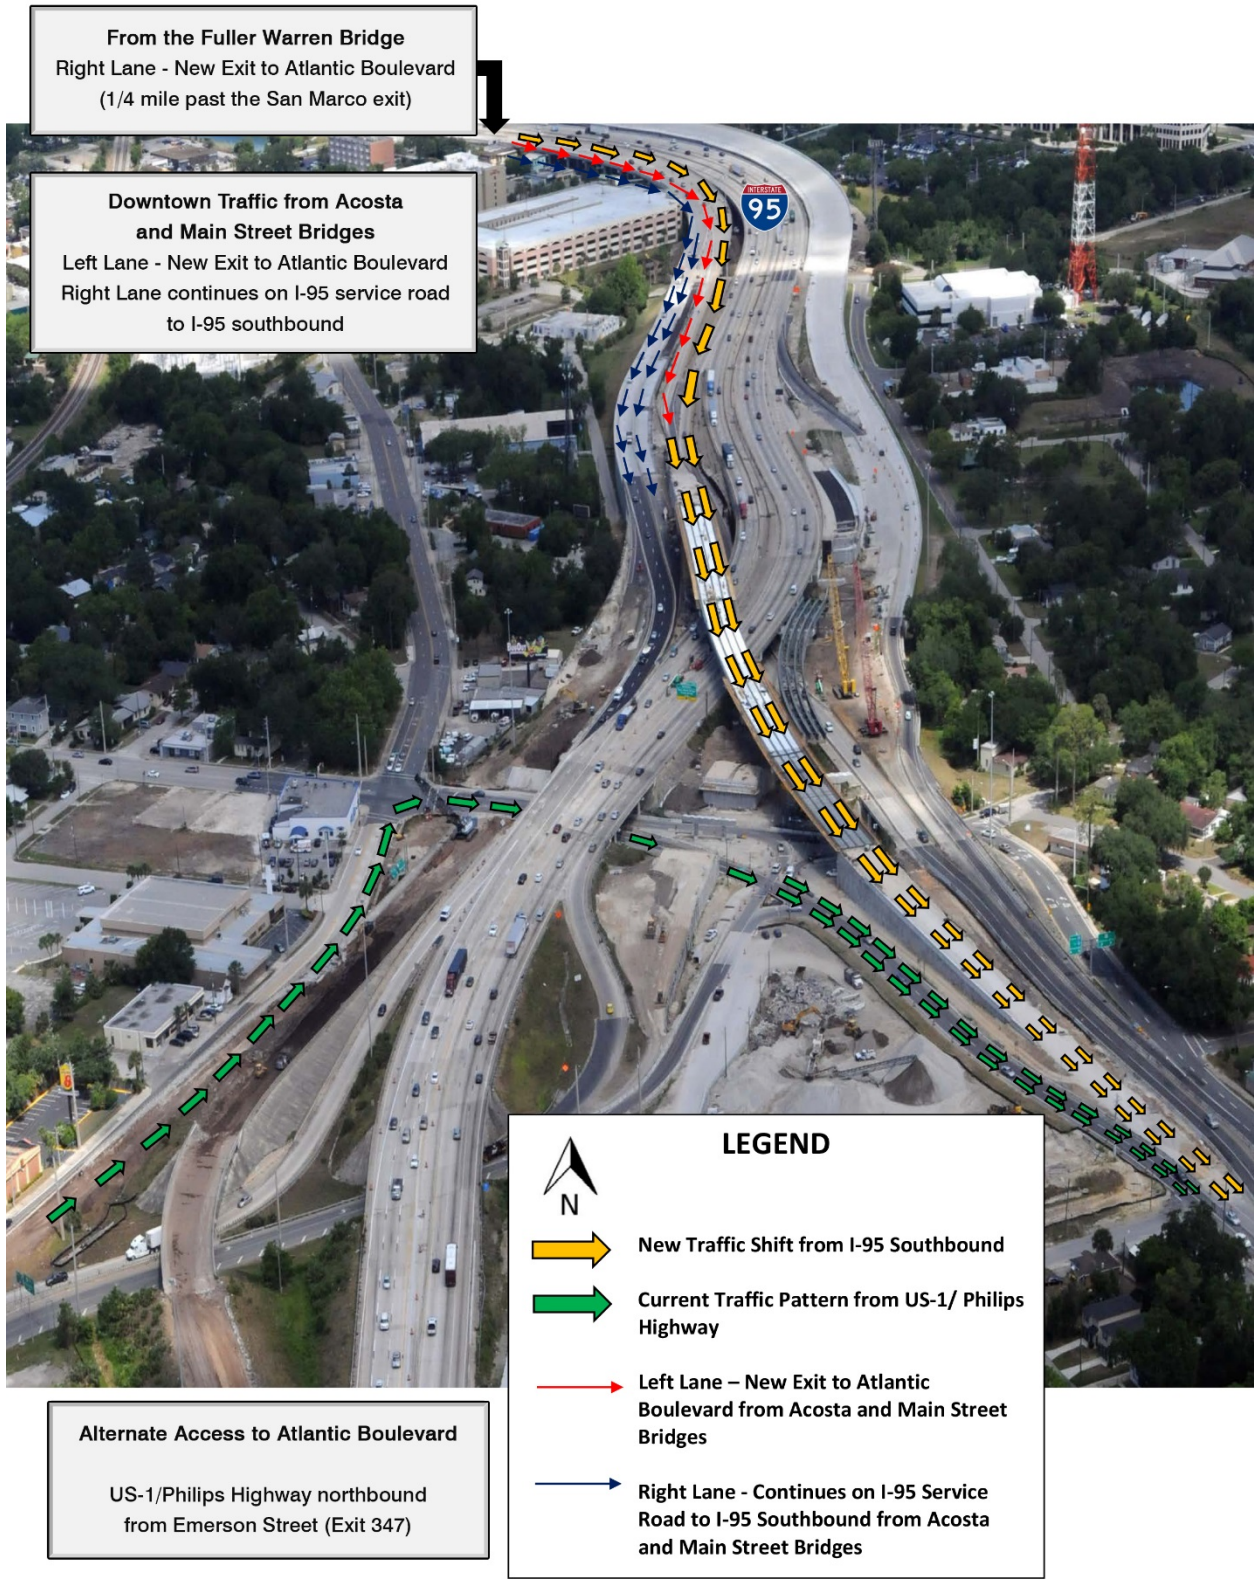 From the Fuller Warren Bridge
Right Lane - New Exit to Atlantic Boulevard
(1/4 mile past the San Marco exit)
Downtown Traffic from Acosta
and Main Street Bridges
Left Lane - New Exit to Atlantic Boulevard
Right Lane continues on I-95 service road
to I-95 southbound
INTERSTATE
95
LEGEND
N
New Traffic Shift from I-95 Southbound
Current Traffic Pattern from US-1/ Philips
Highway
Left Lane – New Exit to Atlantic
Boulevard from Acosta and Main Street
Bridges
Right Lane - Continues on I-95 Service
Road to I-95 Southbound from Acosta
and Main Street Bridges
Alternate Access to Atlantic Boulevard
US-1/Philips Highway northbound
from Emerson Street (Exit 347)